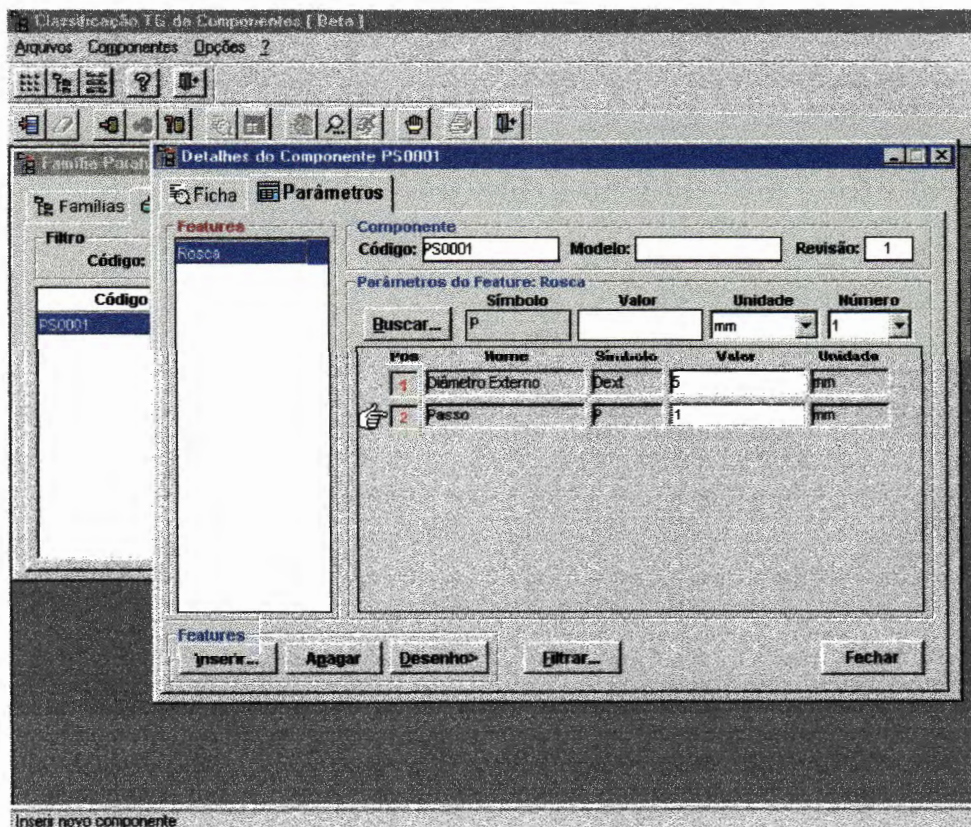 Classificação TG de Componentes [ Beta ]
Arquivos Componentes Opções ?
Detalhes do Componente PS0001
Família
Famílias
Filtro
Código:
Código
PS0001
Ficha Parâmetros
Features
Rosca
Componente
Código: PS0001 Modelo: Revisão: 1
Parâmetros do Feature: Rosca
Símbolo Valor Unidade Número
Buscar... P mm 1
Pos Nome Símbolo Valor Unidade
1 Diâmetro Externo Dext 5 mm
2 Passo P 1 mm
Features
Inserir... Apagar Desenho> Filtrar... Fechar
Inserir novo componente